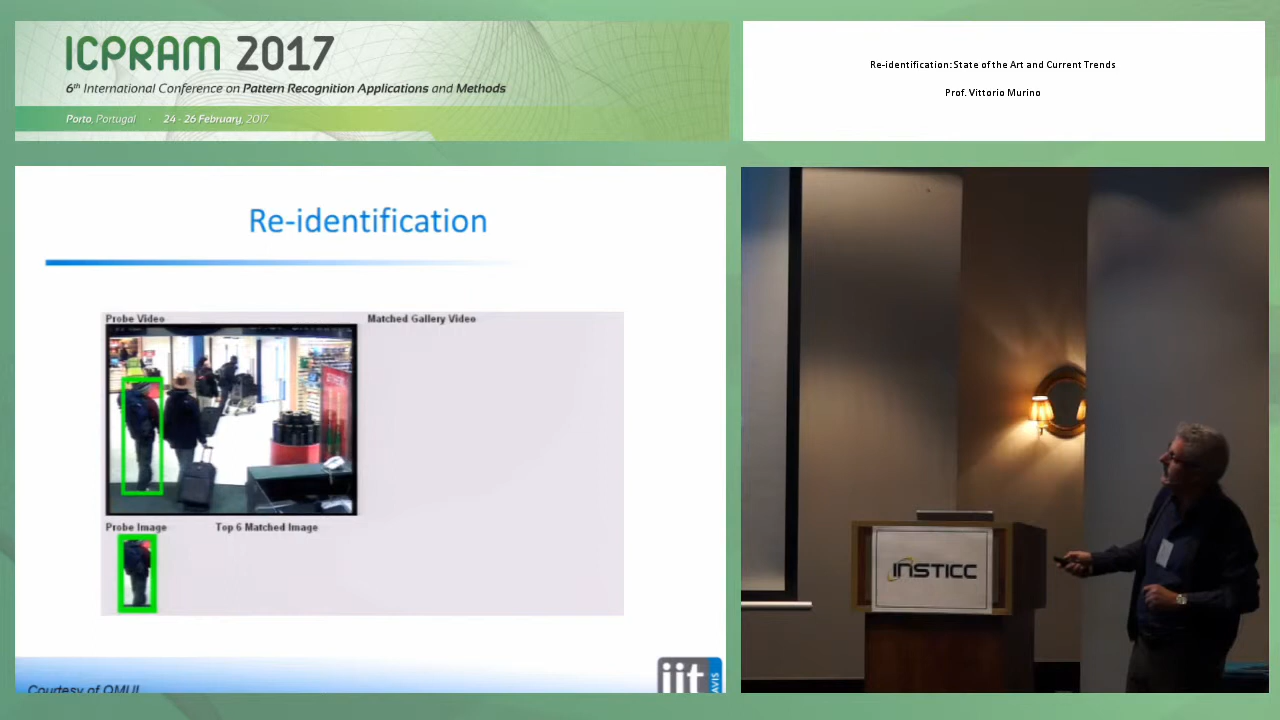 ICPRAM 2017
6th International Conference on Pattern Recognition Applications and Methods
Porto, Portugal · 24 - 26 February, 2017
Re-identification: State of the Art and Current Trends
Prof. Vittorio Murino
Re-identification
Probe Video
Matched Gallery Video
Probe Image
Top 6 Matched Image
Courtesy of QMUL
iit
AVIS
INSTICC